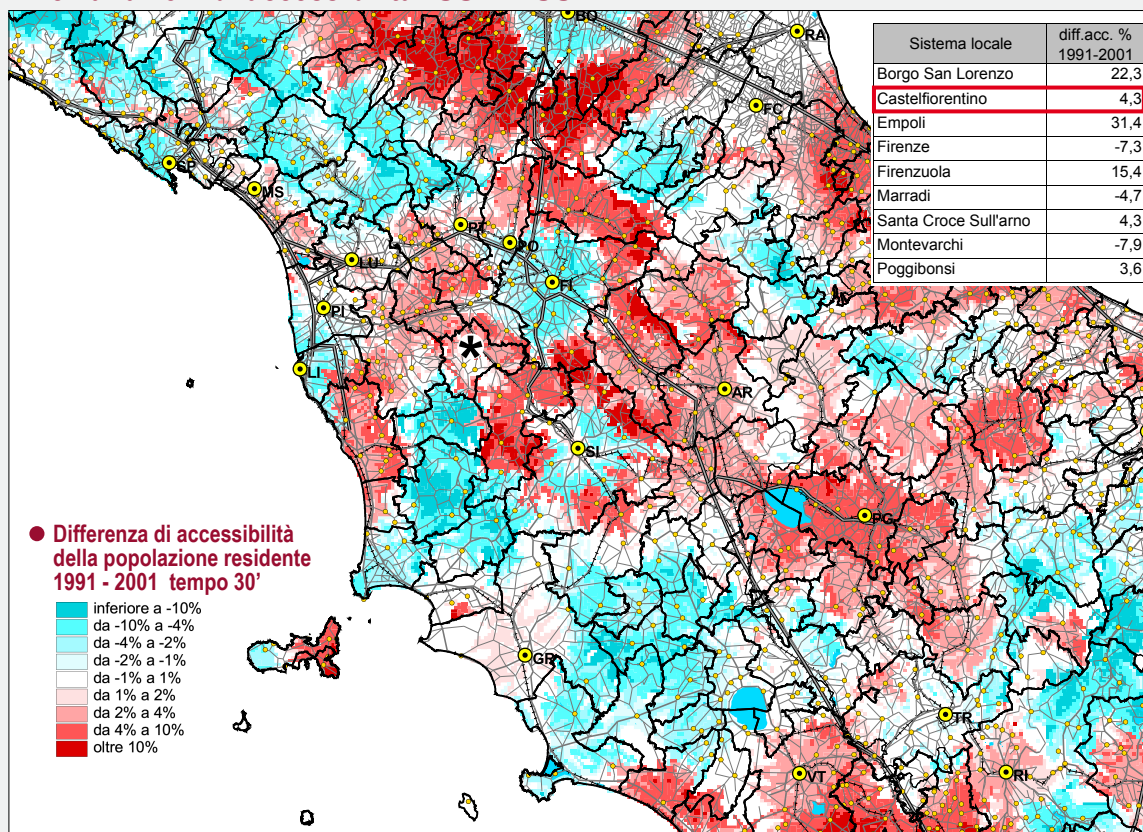 Sistema locale diff.acc. % 1991-2001
Borgo San Lorenzo 22,3
Castelfiorentino 4,3
Empoli 31,4
Firenze -7,3
Firenzuola 15,4
Marradi -4,7
Santa Croce Sull'arno 4,3
Montevarchi -7,9
Poggibonsi 3,6
BO
RA
FC
SP
MS
PT
PO
LU
FI
PI
*
LI
AR
SI
PG
GR
TR
VT
RI
● Differenza di accessibilità
della popolazione residente
1991 - 2001 tempo 30'
inferiore a -10%
da -10% a -4%
da -4% a -2%
da -2% a -1%
da -1% a 1%
da 1% a 2%
da 2% a 4%
da 4% a 10%
oltre 10%